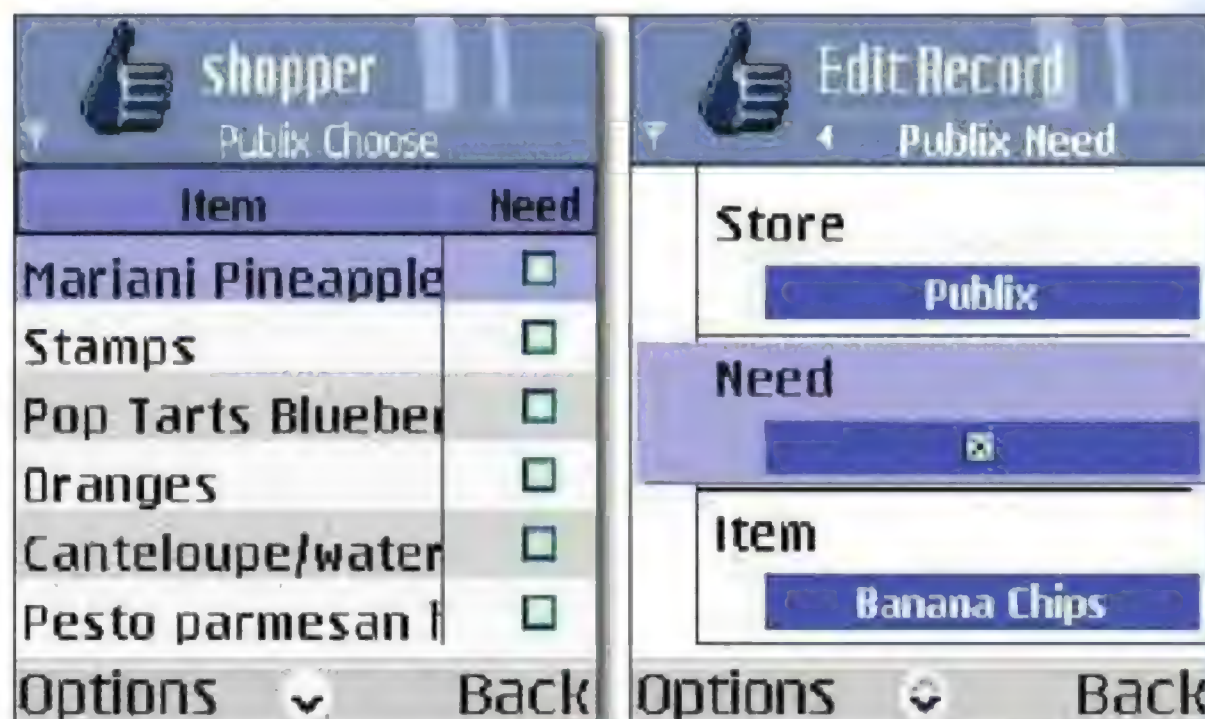 shopper
Publix Choose
Item Need
Mariani Pineapple
Stamps
Pop Tarts Blueber
Oranges
Canteloupe/water
Pesto parmesan h
Options Back
Edit Record
Publix Need
Store
Publix
Need
Item
Banana Chips
Options Back